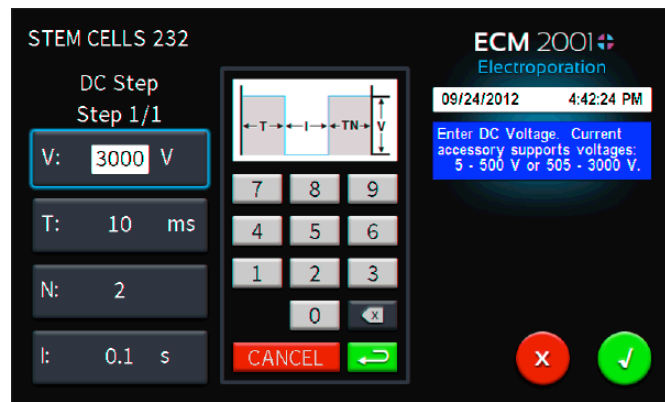 STEM CELLS 232
DC Step
Step 1/1
V: 3000 V
T: 10 ms
N: 2
I: 0.1 s
T I TN V
7 8 9
4 5 6
1 2 3
0 x
CANCEL
ECM 2001
Electroporation
09/24/2012 4:42:24 PM
Enter DC Voltage. Current
accessory supports voltages:
5 - 500 V or 505 - 3000 V.
X